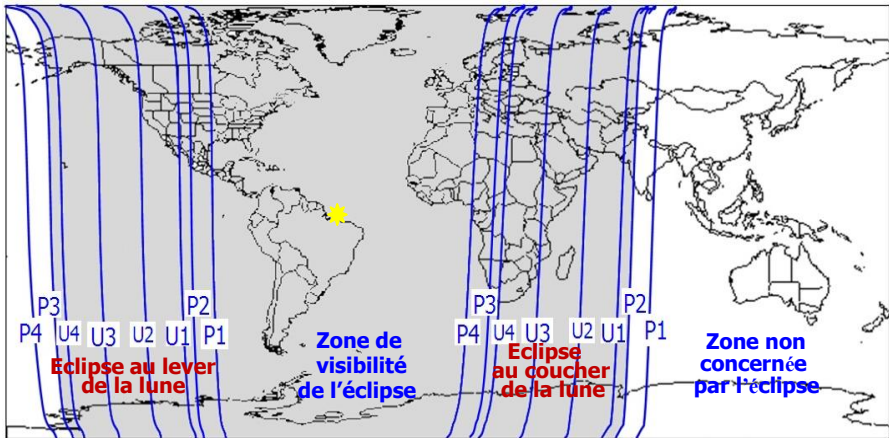 P3
P4
U4
U3
U2
U1
P2
P1
Eclipse au lever
de la lune
Zone de
visibilité
de l’éclipse
P3
P4
U4
U3
U2
U1
P2
P1
Eclipse
au coucher
de la lune
Zone non
concernée
par l’éclipse